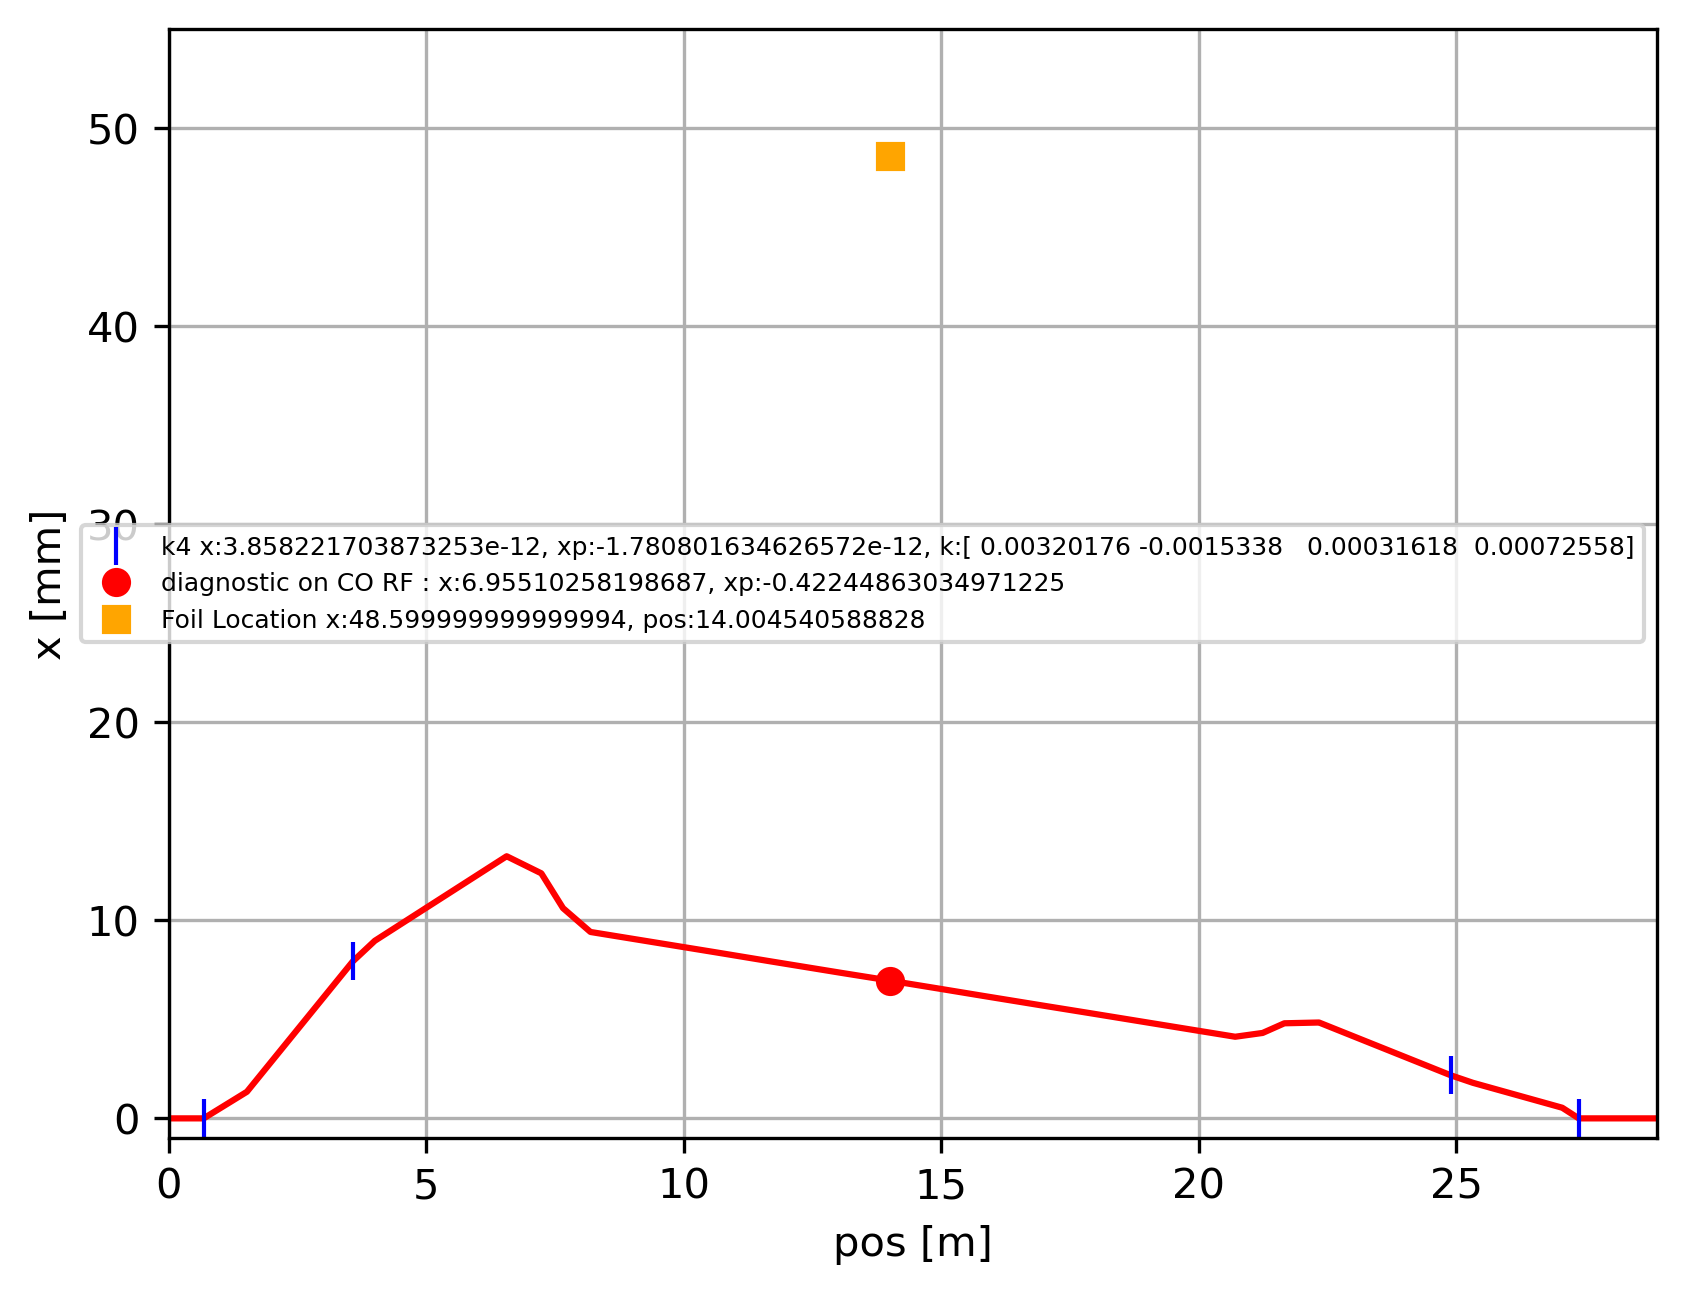 50
40
30
k4 x:3.858221703873253e-12, xp:-1.780801634626572e-12, k:[ 0.00320176 -0.0015338   0.00031618  0.00072558]
diagnostic on CO RF : x:6.95510258198687, xp:-0.42244863034971225
Foil Location x:48.599999999999994, pos:14.004540588828
x [mm]
20
10
0
0 5 10 15 20 25
pos [m]